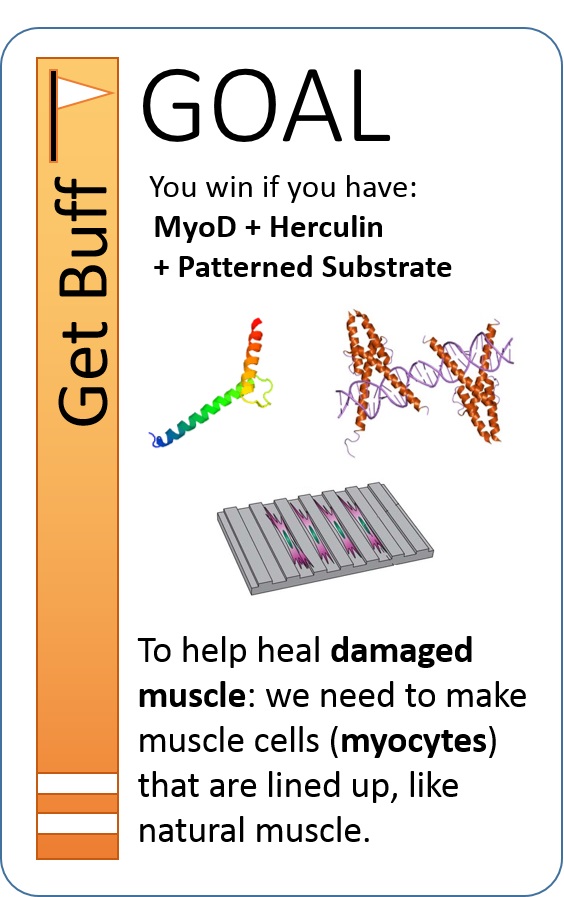 Get Buff
GOAL
You win if you have:
MyoD + Herculin
+ Patterned Substrate
To help heal damaged
muscle: we need to make
muscle cells (myocytes)
that are lined up, like
natural muscle.